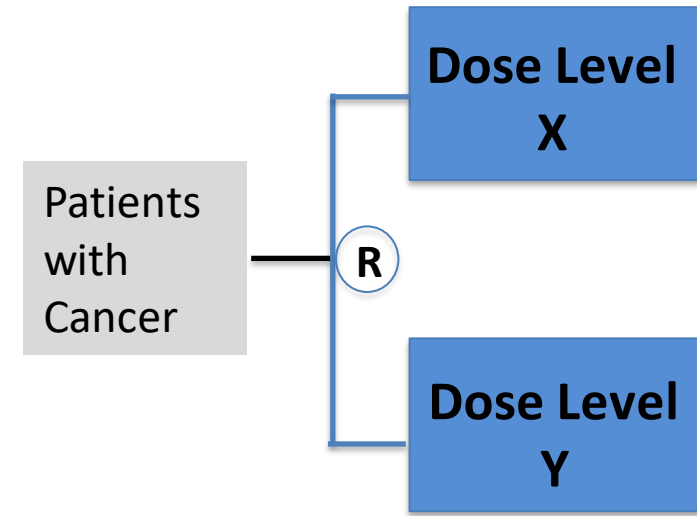 Dose Level
X
Patients
with
Cancer
R
Dose Level
Y